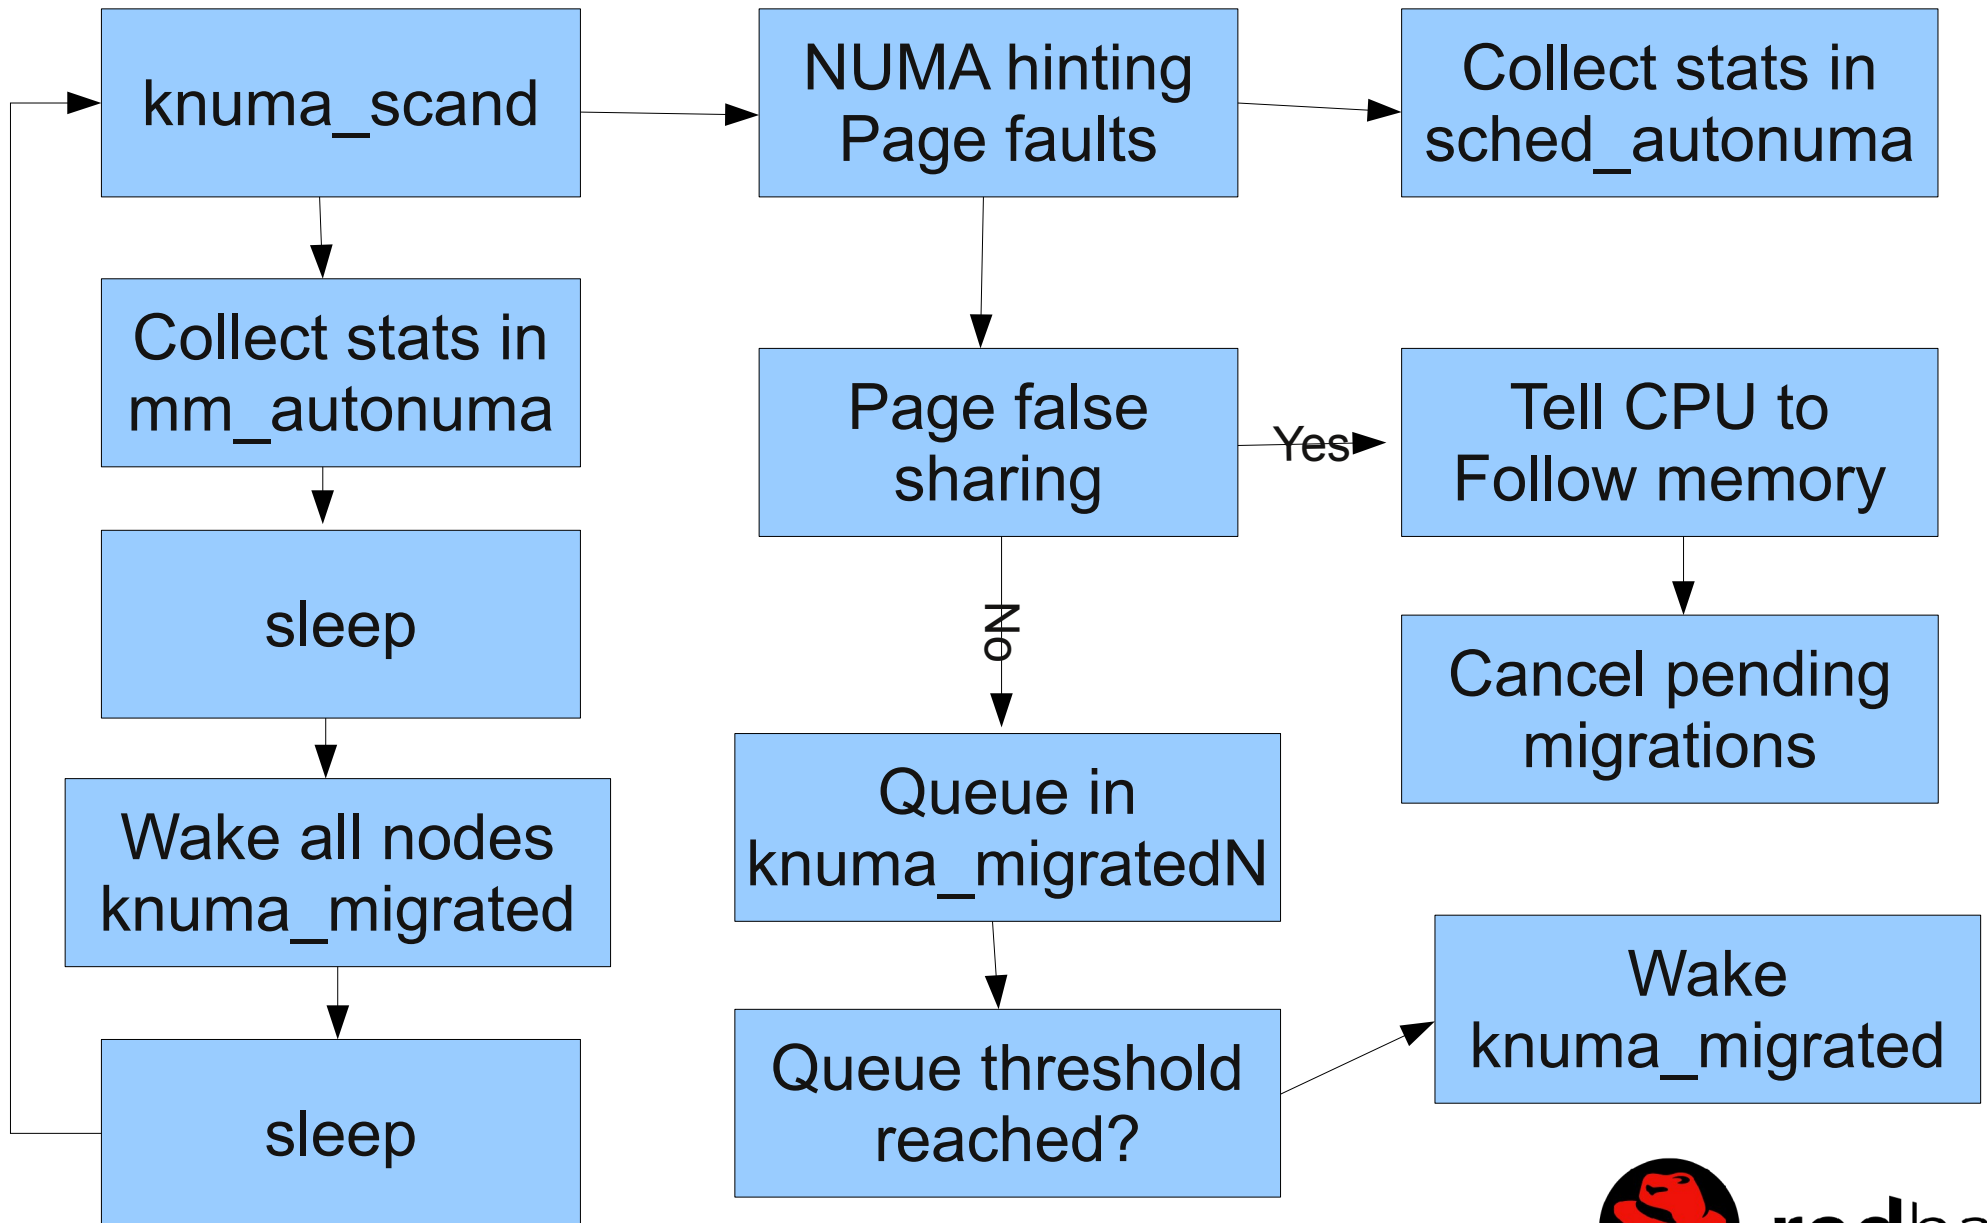 knuma_scand
NUMA hinting
Page faults
Collect stats in
sched_autonuma
Collect stats in
mm_autonuma
Page false
sharing
Yes
Tell CPU to
Follow memory
sleep
No
Cancel pending
migrations
Wake all nodes
knuma_migrated
Queue in
knuma_migratedN
Wake
knuma_migrated
Queue threshold
reached?
sleep